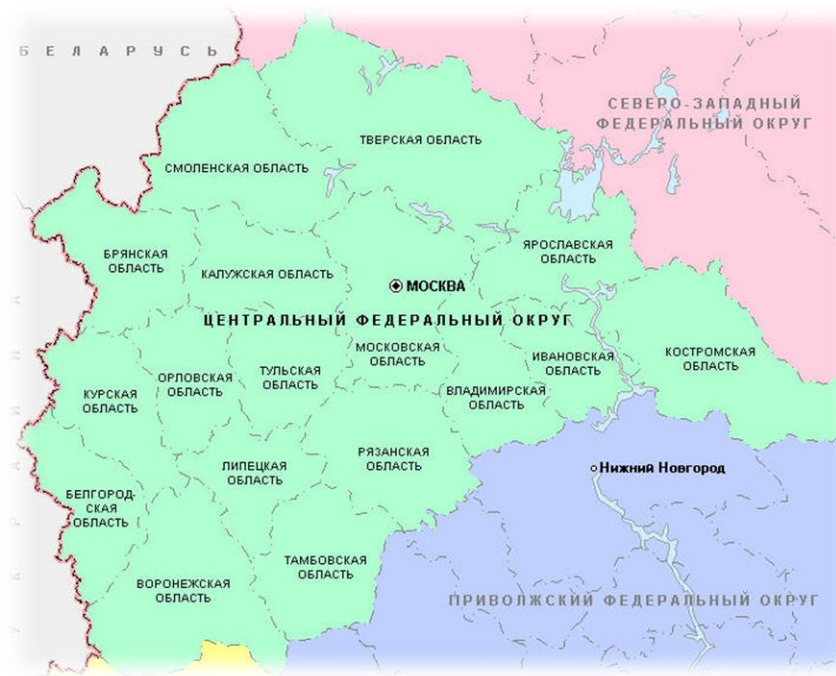 БЕЛАРУСЬ
СЕВЕРО-ЗАПАДНЫЙ
ФЕДЕРАЛЬНЫЙ ОКРУГ
ТВЕРСКАЯ ОБЛАСТЬ
СМОЛЕНСКАЯ ОБЛАСТЬ
ЯРОСЛАВСКАЯ
ОБЛАСТЬ
БРЯНСКАЯ
ОБЛАСТЬ
КАЛУЖСКАЯ ОБЛАСТЬ
МОСКВА
ЦЕНТРАЛЬНЫЙ ФЕДЕРАЛЬНЫЙ ОКРУГ
МОСКОВСКАЯ
ОБЛАСТЬ
ИВАНОВСКАЯ
ОБЛАСТЬ
КОСТРОМСКАЯ
ОБЛАСТЬ
КУРСКАЯ
ОБЛАСТЬ
ОРЛОВСКАЯ
ОБЛАСТЬ
ТУЛЬСКАЯ
ОБЛАСТЬ
ВЛАДИМИРСКАЯ
ОБЛАСТЬ
ЛИПЕЦКАЯ
ОБЛАСТЬ
РЯЗАНСКАЯ
ОБЛАСТЬ
Нижний Новгород
БЕЛГОРОД-
СКАЯ
ОБЛАСТЬ
ВОРОНЕЖСКАЯ
ОБЛАСТЬ
ТАМБОВСКАЯ
ОБЛАСТЬ
ПРИВОЛЖСКИЙ ФЕДЕРАЛЬНЫЙ ОКРУГ